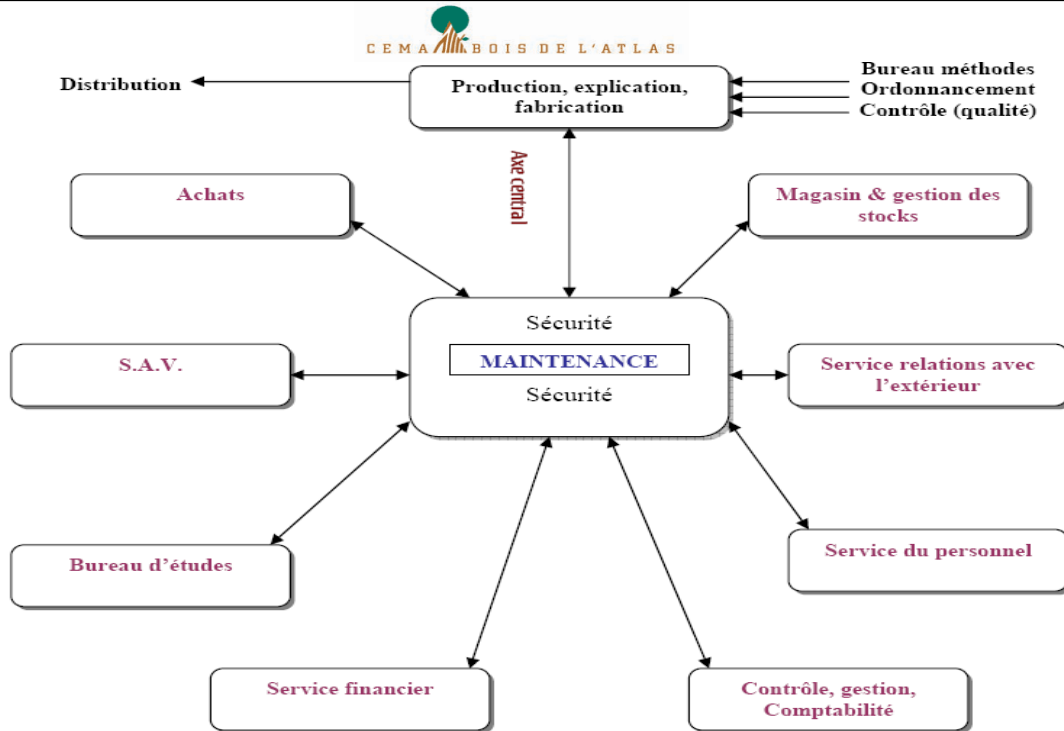 CEMA BOIS DE L'ATLAS
Distribution
Production, explication,
fabrication
Bureau méthodes
Ordonnancement
Contrôle (qualité)
Axe central
Achats
Magasin & gestion des
stocks
Sécurité
MAINTENANCE
Sécurité
S.A.V.
Service relations avec
l'extérieur
Bureau d'études
Service du personnel
Service financier
Contrôle, gestion,
Comptabilité